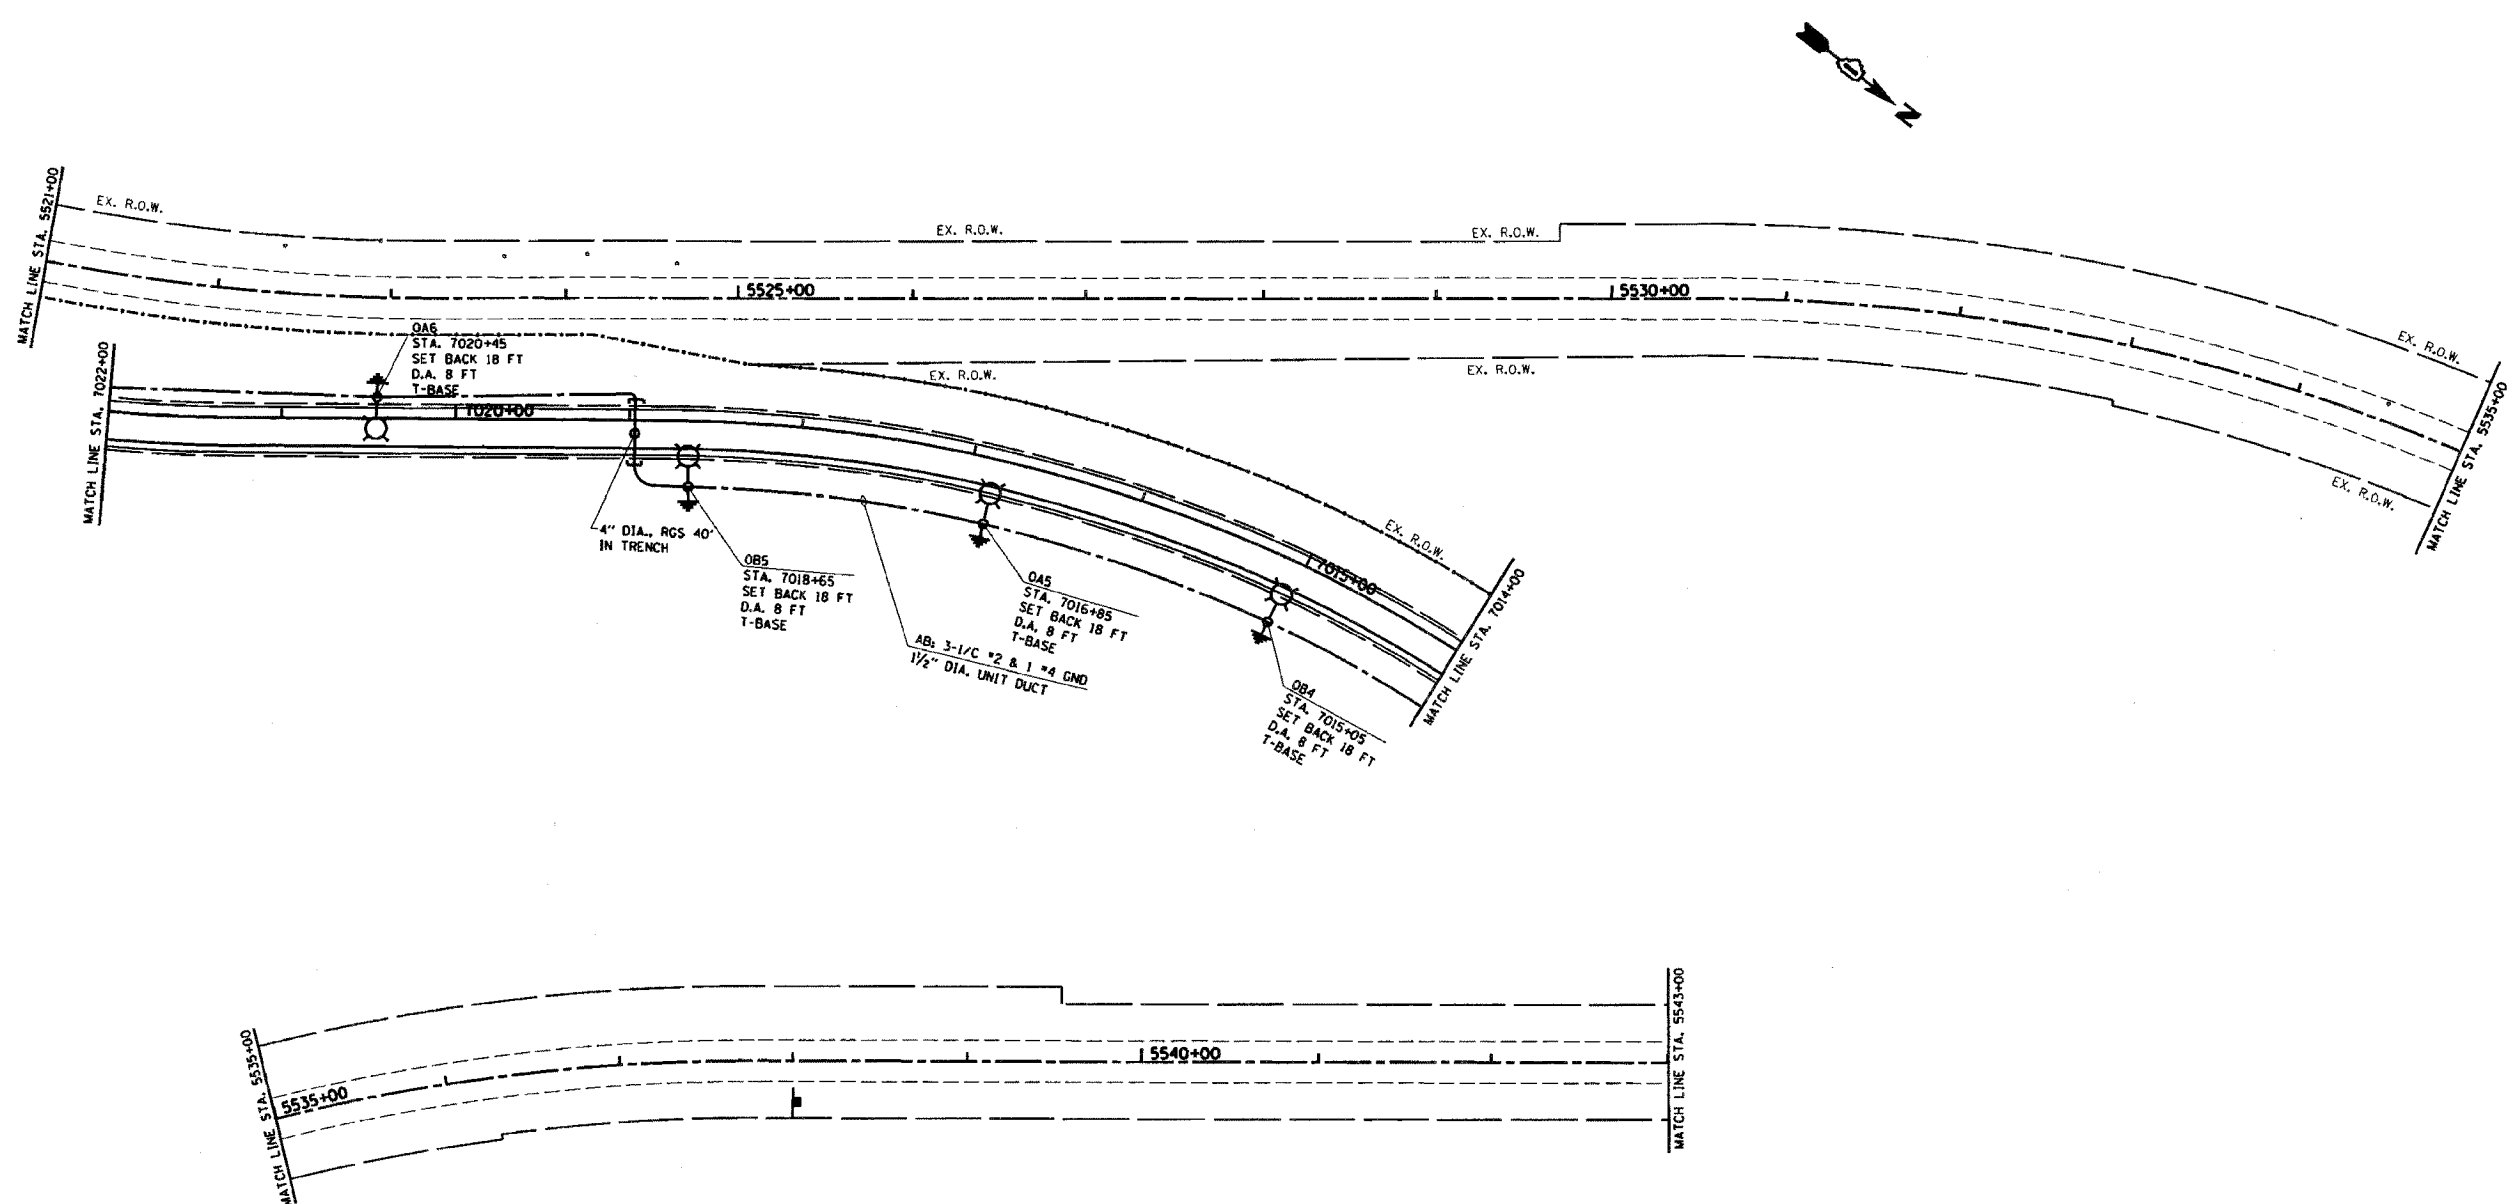 N
MATCH LINE STA. 5521+00
EX. R.O.W.
EX. R.O.W.
EX. R.O.W.
5525+00
5530+00
EX. R.O.W.
MATCH LINE STA. 5535+00
EX. R.O.W.
EX. R.O.W.
EX. R.O.W.
EX. R.O.W.
MATCH LINE STA. 7022+00
OA6
STA. 7020+45
SET BACK 18 FT
D.A. 8 FT
T-BASE
7020+00
4" DIA., RGS 40'
IN TRENCH
OB5
STA. 7018+65
SET BACK 18 FT
D.A. 8 FT
T-BASE
OA5
STA. 7016+85
SET BACK 18 FT
D.A. 8 FT
T-BASE
AB: 3-1/C #2 & 1 #4 GND
1½" DIA. UNIT DUCT
7015+00
MATCH LINE STA. 7014+00
OB4
STA. 7015+05
SET BACK 18 FT
D.A. 8 FT
T-BASE
MATCH LINE STA. 5535+00
5535+00
5540+00
MATCH LINE STA. 5543+00